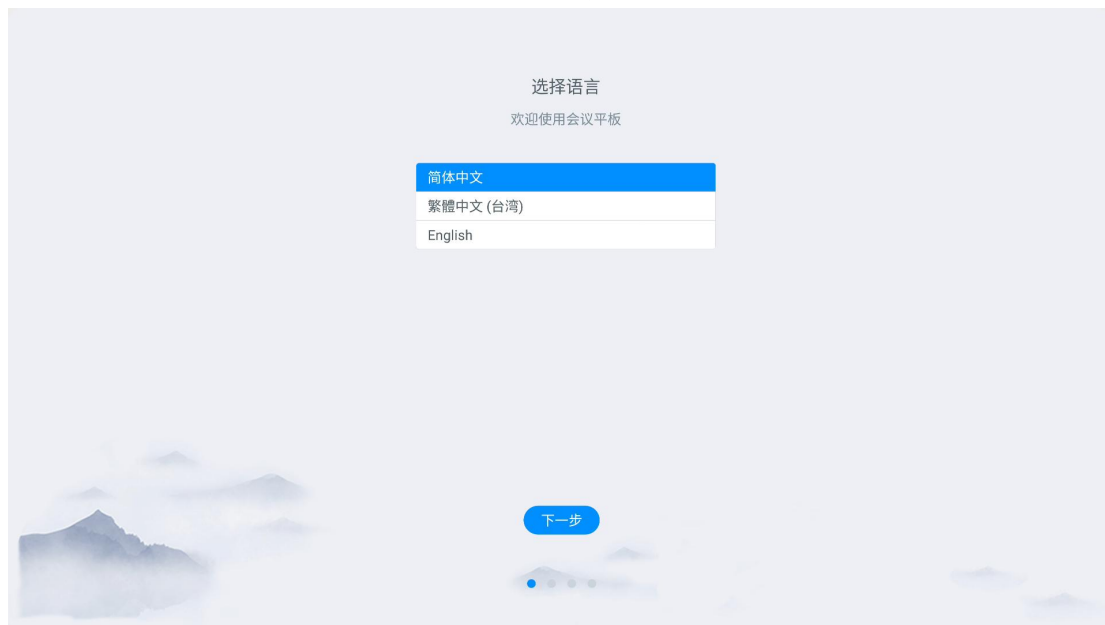 选择语言
欢迎使用会议平板
简体中文
繁體中文 (台湾)
English
下一步